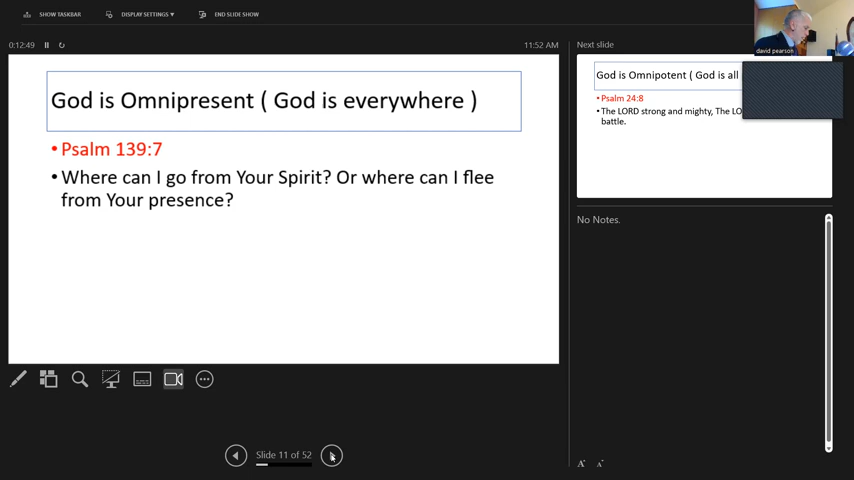 SHOW TASKBAR
DISPLAY SETTINGS ▼
END SLIDE SHOW
0:12:49
11:52 AM
God is Omnipresent ( God is everywhere )
• Psalm 139:7
• Where can I go from Your Spirit? Or where can I flee
from Your presence?
Slide 11 of 52
Next slide
david pearson
God is Omnipotent ( God is all
• Psalm 24:8
• The LORD strong and mighty, The LO
battle.
No Notes.
A
A